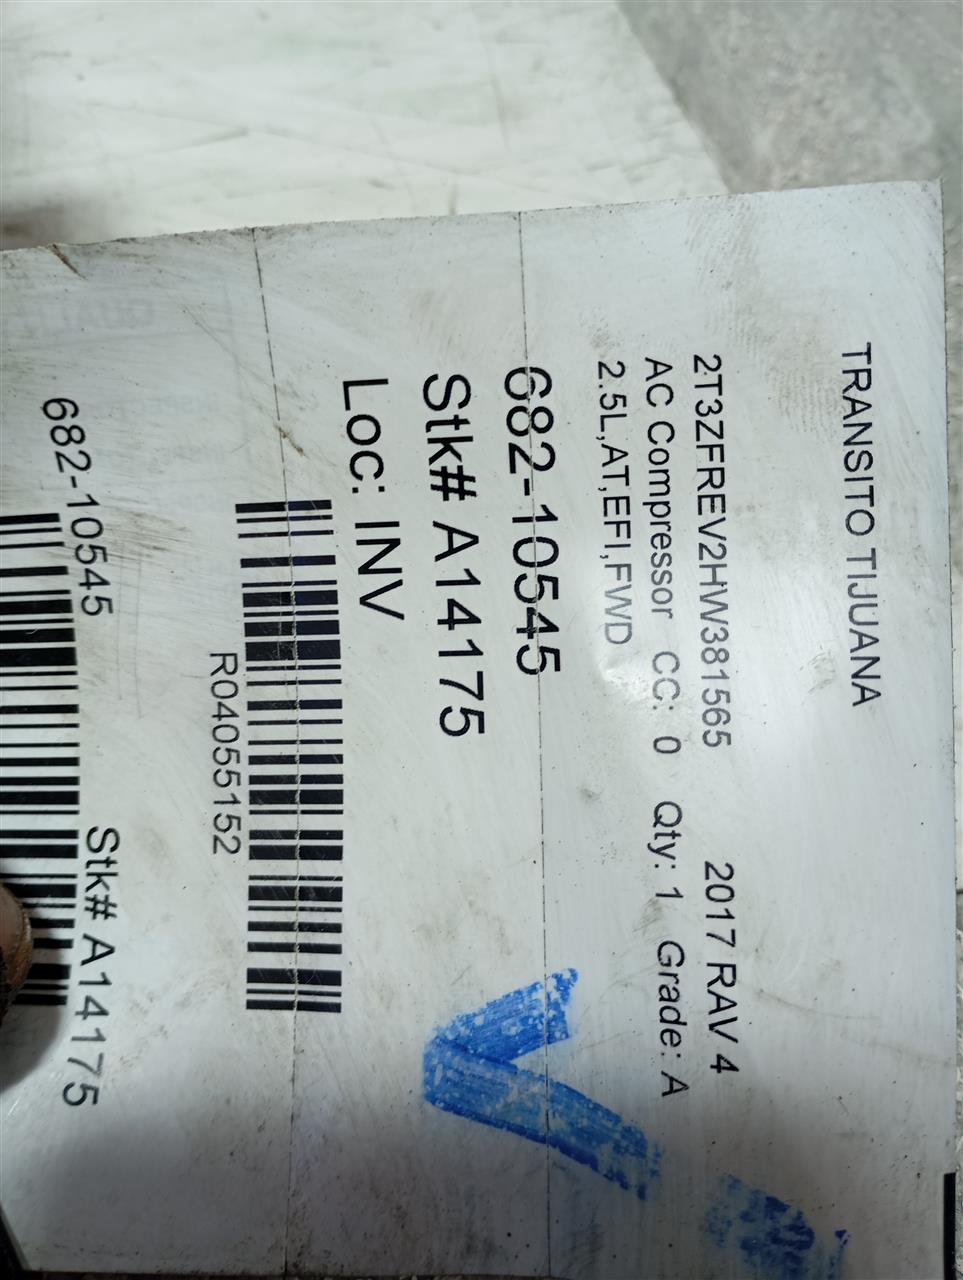 TRANSITO TIJUANA
2T3ZFREV2HW381565 2017 RAV 4
AC Compressor CC: 0 Qty: 1 Grade: A
2.5L,AT,EFI,FWD
682-10545
Stk# A14175
Loc: INV
R0405152
682-10545 Stk# A14175